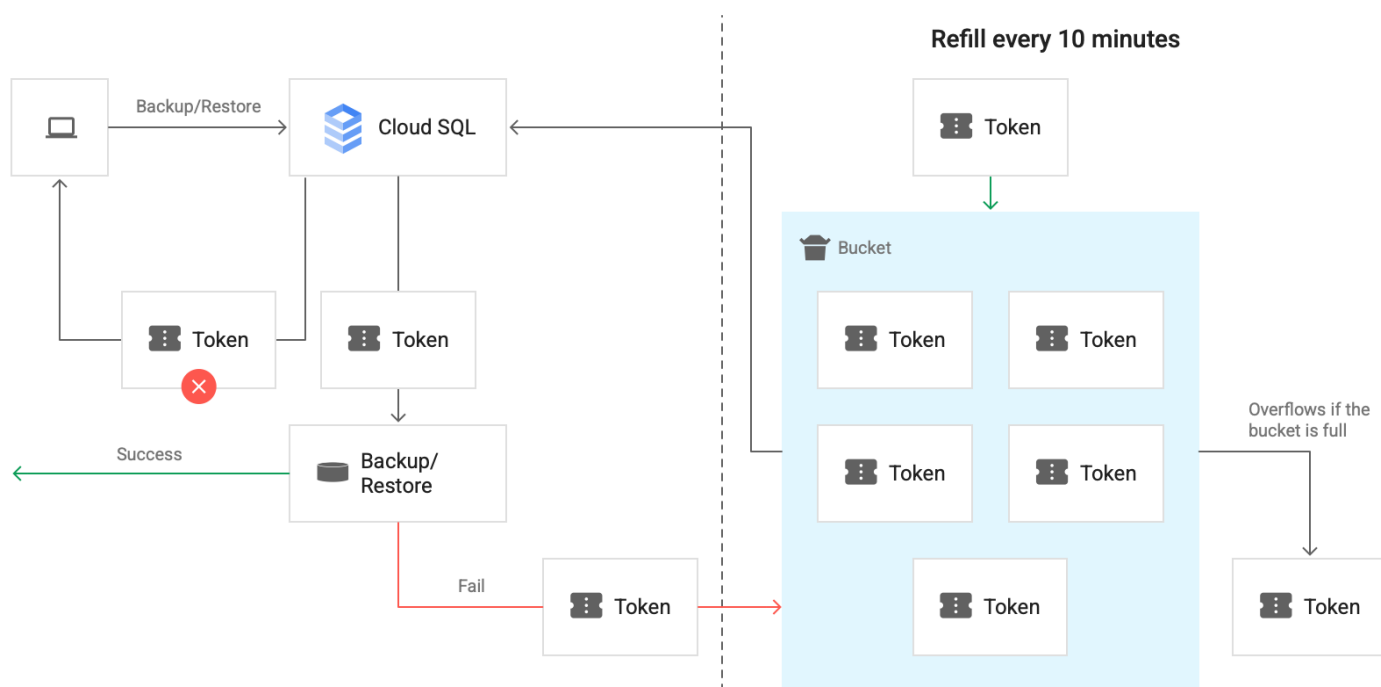 Refill every 10 minutes
Backup/Restore
Cloud SQL
Token
Bucket
Token
Token
Token
Token
Overflows if the
bucket is full
Success
Backup/
Restore
Token
Token
Fail
Token
Token
Token